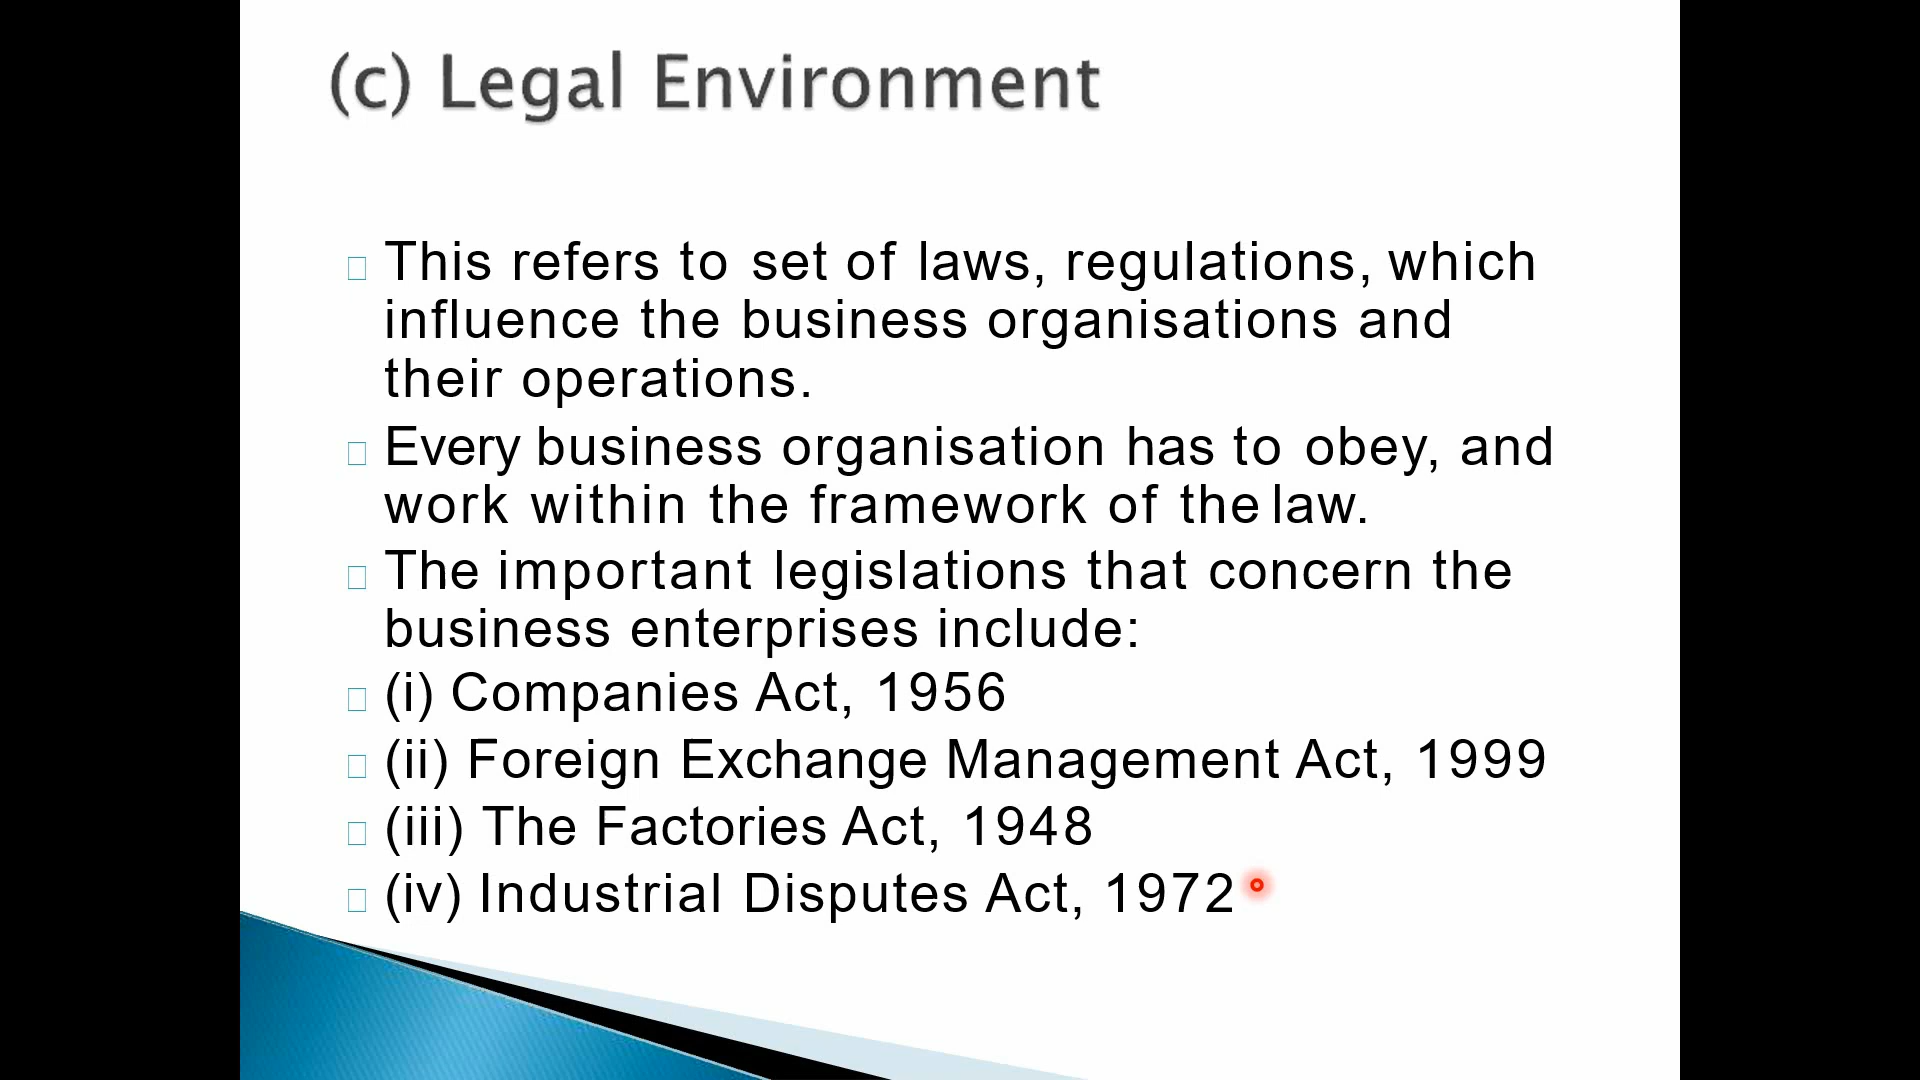 (c) Legal Environment
This refers to set of laws, regulations, which
influence the business organisations and
their operations.
Every business organisation has to obey, and
work within the framework of the law.
The important legislations that concern the
business enterprises include:
(i) Companies Act, 1956
(ii) Foreign Exchange Management Act, 1999
(iii) The Factories Act, 1948
(iv) Industrial Disputes Act, 1972